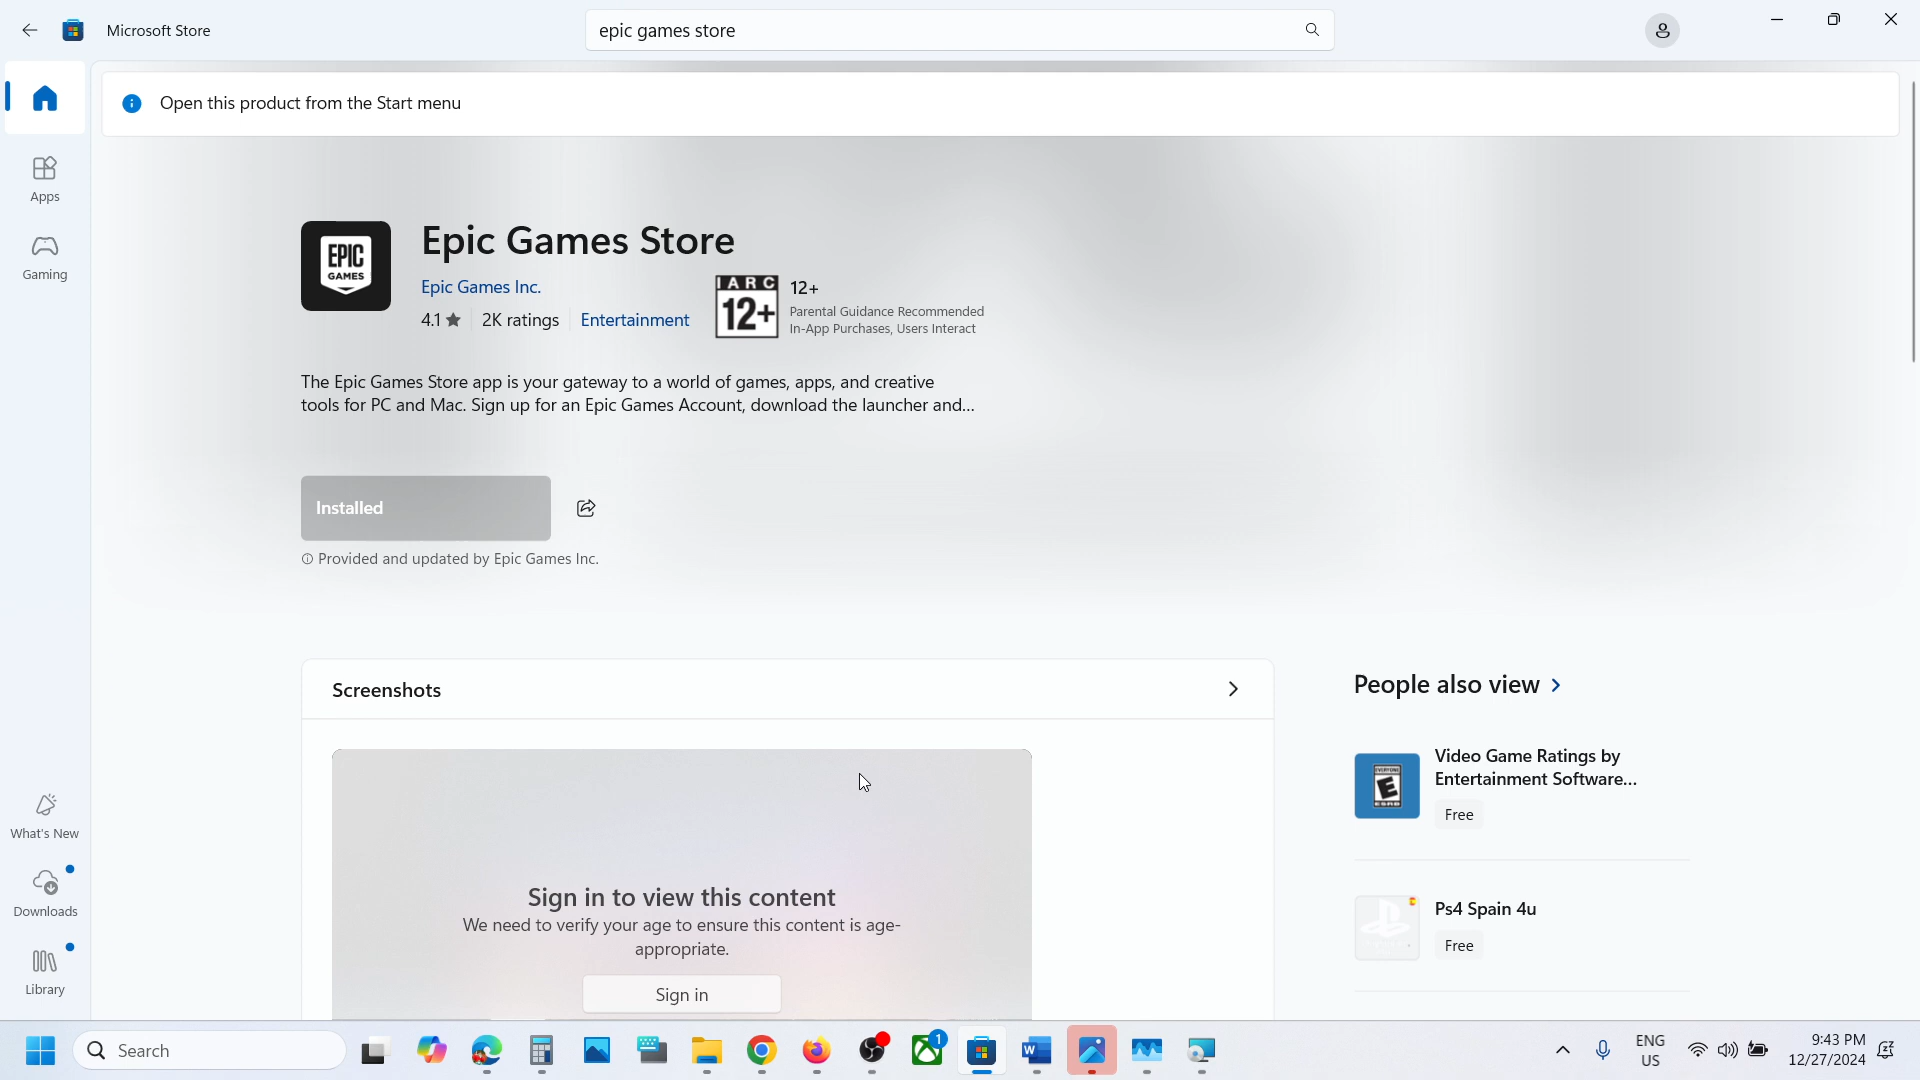 Microsoft Store
epic games store
Open this product from the Start menu
Apps
Gaming
EPIC
GAMES
Epic Games Store
Epic Games Inc.
4.1 ★ 2K ratings Entertainment
IARC
12+
12+
Parental Guidance Recommended
In-App Purchases, Users Interact
The Epic Games Store app is your gateway to a world of games, apps, and creative
tools for PC and Mac. Sign up for an Epic Games Account, download the launcher and...
Installed
Provided and updated by Epic Games Inc.
Screenshots
Sign in to view this content
We need to verify your age to ensure this content is age-
appropriate.
Sign in
People also view
EVERYONE
E
ESRB
Video Game Ratings by
Entertainment Software...
Free
Ps4 Spain 4u
Free
What's New
Downloads
Library
Search
1
W
ENG
US
9:43 PM
12/27/2024